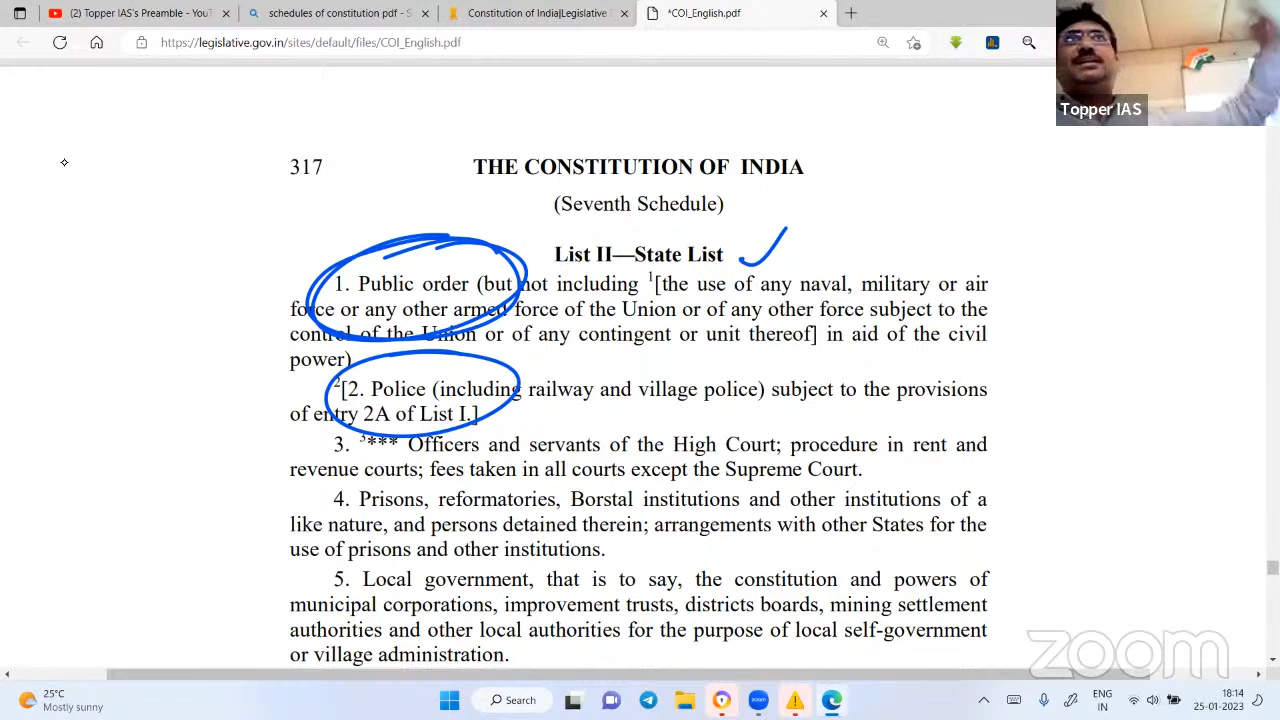 (2) Topper IAS's Preamble - YouT
schedules of constitution pdf - S
Constitution of India|Legislative D
*COI_English.pdf
https://legislative.gov.in/sites/default/files/COI_English.pdf
Topper IAS
317 THE CONSTITUTION OF INDIA
(Seventh Schedule)
List II—State List
1. Public order (but not including 1[the use of any naval, military or air
force or any other armed force of the Union or of any other force subject to the
control of the Union or of any contingent or unit thereof] in aid of the civil
power)
2[2. Police (including railway and village police) subject to the provisions
of entry 2A of List I.]
3. 3*** Officers and servants of the High Court; procedure in rent and
revenue courts; fees taken in all courts except the Supreme Court.
4. Prisons, reformatories, Borstal institutions and other institutions of a
like nature, and persons detained therein; arrangements with other States for the
use of prisons and other institutions.
5. Local government, that is to say, the constitution and powers of
municipal corporations, improvement trusts, districts boards, mining settlement
authorities and other local authorities for the purpose of local self-government
or village administration.
zoom
25°C
Mostly sunny
Search
zoom
ENG
IN
18:14
25-01-2023